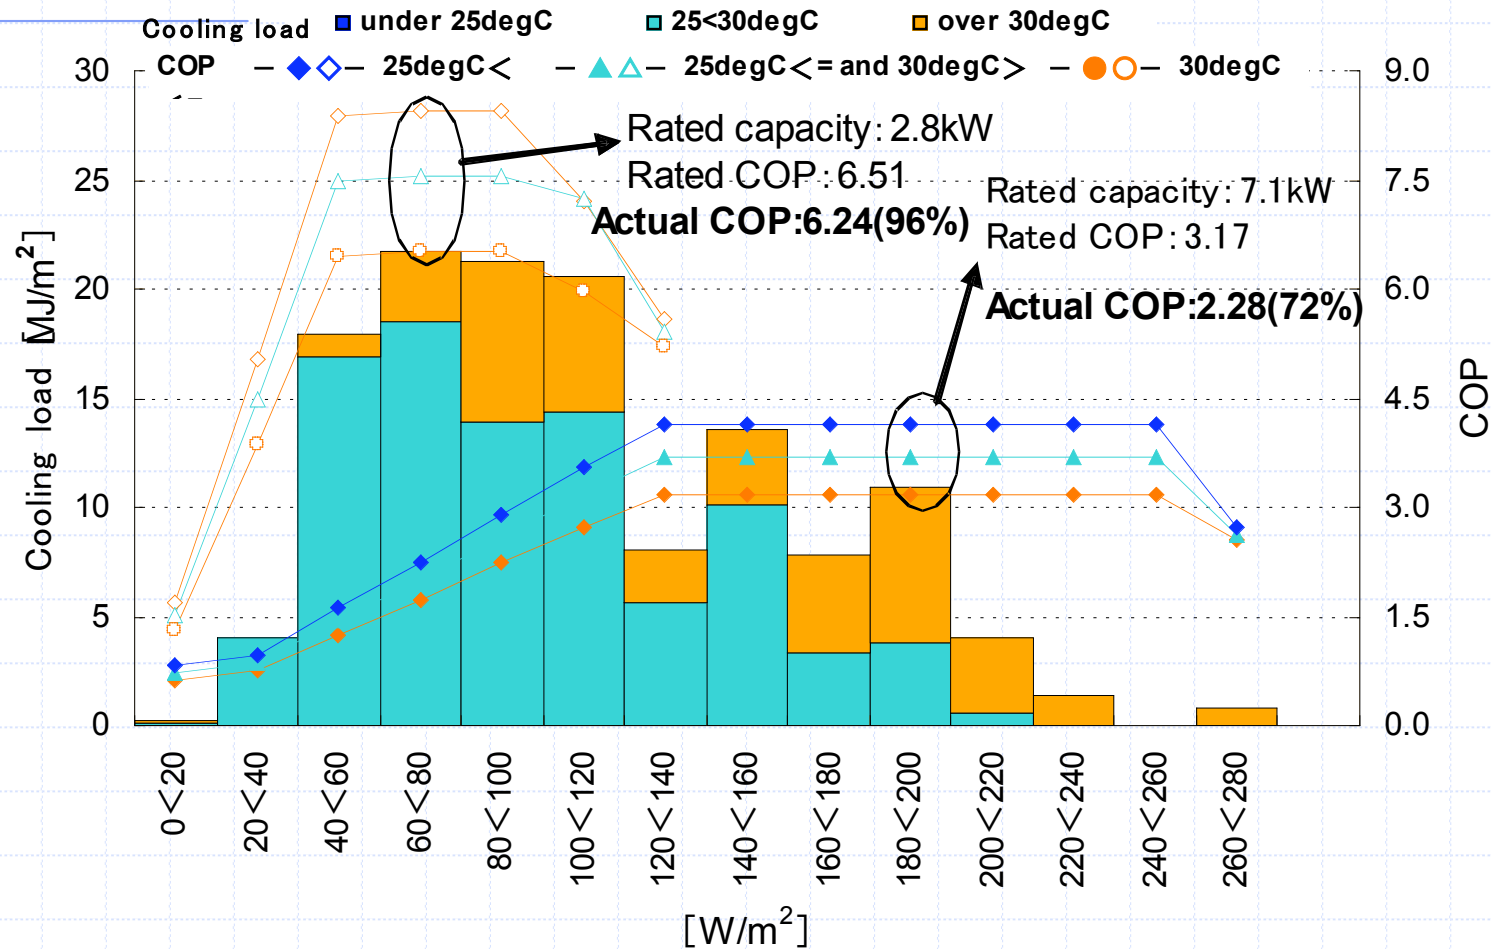 Cooling load under 25degC 25<30degC over 30degC
COP 25degC< 25degC<=and 30degC> 30degC
30 9.0
Rated capacity:2.8kW
Rated COP:6.51
Actual COP:6.24(96%)
25 7.5
Rated capacity:7.1kW
Rated COP:3.17
Actual COP:2.28(72%)
20 6.0
15 4.5
10 3.0
5 1.5
0 0.0
Cooling load [MJ/m²]
COP
0<20
20<40
40<60
60<80
80<100
100<120
120<140
140<160
160<180
180<200
200<220
220<240
240<260
260<280
[W/m²]